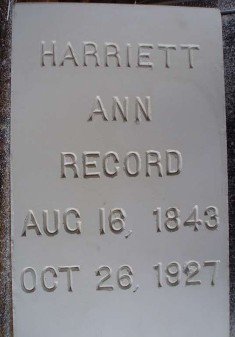 HARRIETT
ANN
RECORD
AUG 16, 1843
OCT 26, 1927